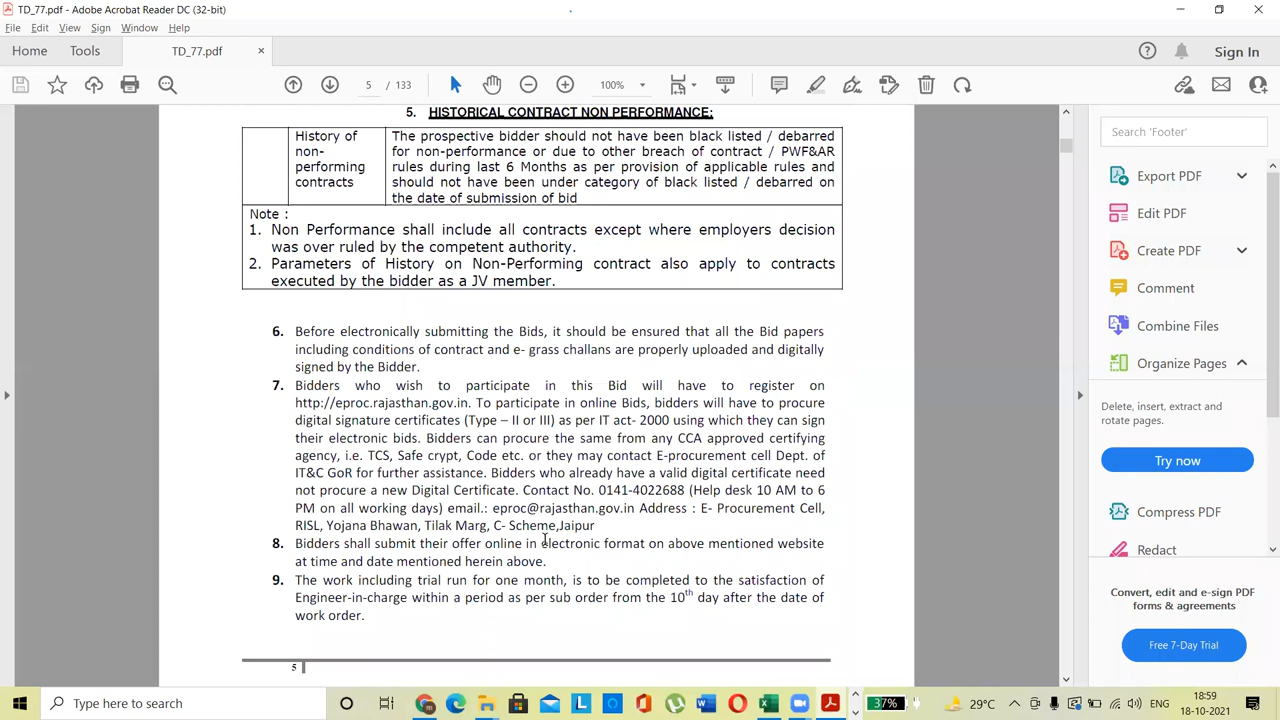 TD_77.pdf - Adobe Acrobat Reader DC (32-bit)
File Edit View Sign Window Help
Home Tools TD_77.pdf × Sign In
5 / 133 100%
5. HISTORICAL CONTRACT NON PERFORMANCE:
History of non-performing contracts
The prospective bidder should not have been black listed / debarred
for non-performance or due to other breach of contract / PWF&AR
rules during last 6 Months as per provision of applicable rules and
should not have been under category of black listed / debarred on
the date of submission of bid
Note :
1. Non Performance shall include all contracts except where employers decision
was over ruled by the competent authority.
2. Parameters of History on Non-Performing contract also apply to contracts
executed by the bidder as a JV member.
6. Before electronically submitting the Bids, it should be ensured that all the Bid papers
including conditions of contract and e- grass challans are properly uploaded and digitally
signed by the Bidder.
7. Bidders who wish to participate in this Bid will have to register on
http://eproc.rajasthan.gov.in. To participate in online Bids, bidders will have to procure
digital signature certificates (Type – II or III) as per IT act- 2000 using which they can sign
their electronic bids. Bidders can procure the same from any CCA approved certifying
agency, i.e. TCS, Safe crypt, Code etc. or they may contact E-procurement cell Dept. of
IT&C GoR for further assistance. Bidders who already have a valid digital certificate need
not procure a new Digital Certificate. Contact No. 0141-4022688 (Help desk 10 AM to 6
PM on all working days) email.: eproc@rajasthan.gov.in Address : E- Procurement Cell,
RISL, Yojana Bhawan, Tilak Marg, C- Scheme,Jaipur
8. Bidders shall submit their offer online in electronic format on above mentioned website
at time and date mentioned herein above.
9. The work including trial run for one month, is to be completed to the satisfaction of
Engineer-in-charge within a period as per sub order from the 10th day after the date of
work order.
5
Search 'Footer'
Export PDF
Edit PDF
Create PDF
Comment
Combine Files
Organize Pages
Delete, insert, extract and
rotate pages.
Try now
Compress PDF
Redact
Convert, edit and e-sign PDF
forms & agreements
Free 7-Day Trial
Type here to search
37%
29°C
ENG
18:59
18-10-2021